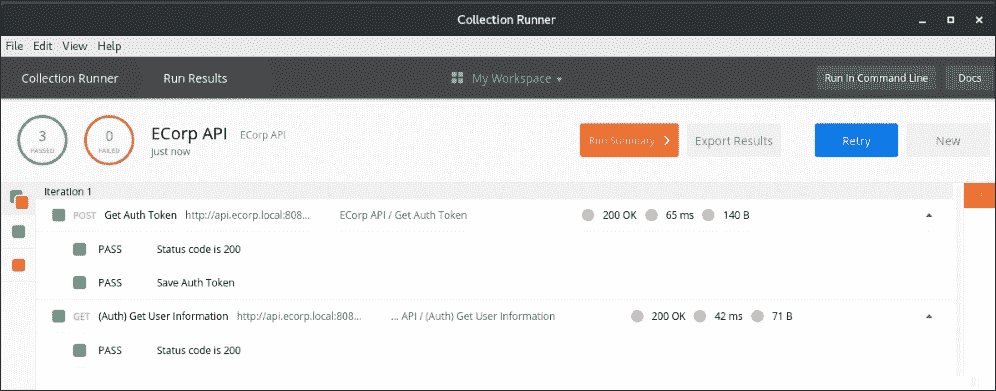 Collection Runner
File Edit View Help
Collection Runner Run Results My Workspace Run In Command Line Docs
3 PASSED 0 FAILED ECorp API ECorp API
just now
Run Summary Export Results Retry New
Iteration 1
POST Get Auth Token http://api.ecorp.local:808... ECorp API / Get Auth Token 200 OK 65 ms 140 B
PASS Status code is 200
PASS Save Auth Token
GET (Auth) Get User Information http://api.ecorp.local:808... ... API / (Auth) Get User Information 200 OK 42 ms 71 B
PASS Status code is 200